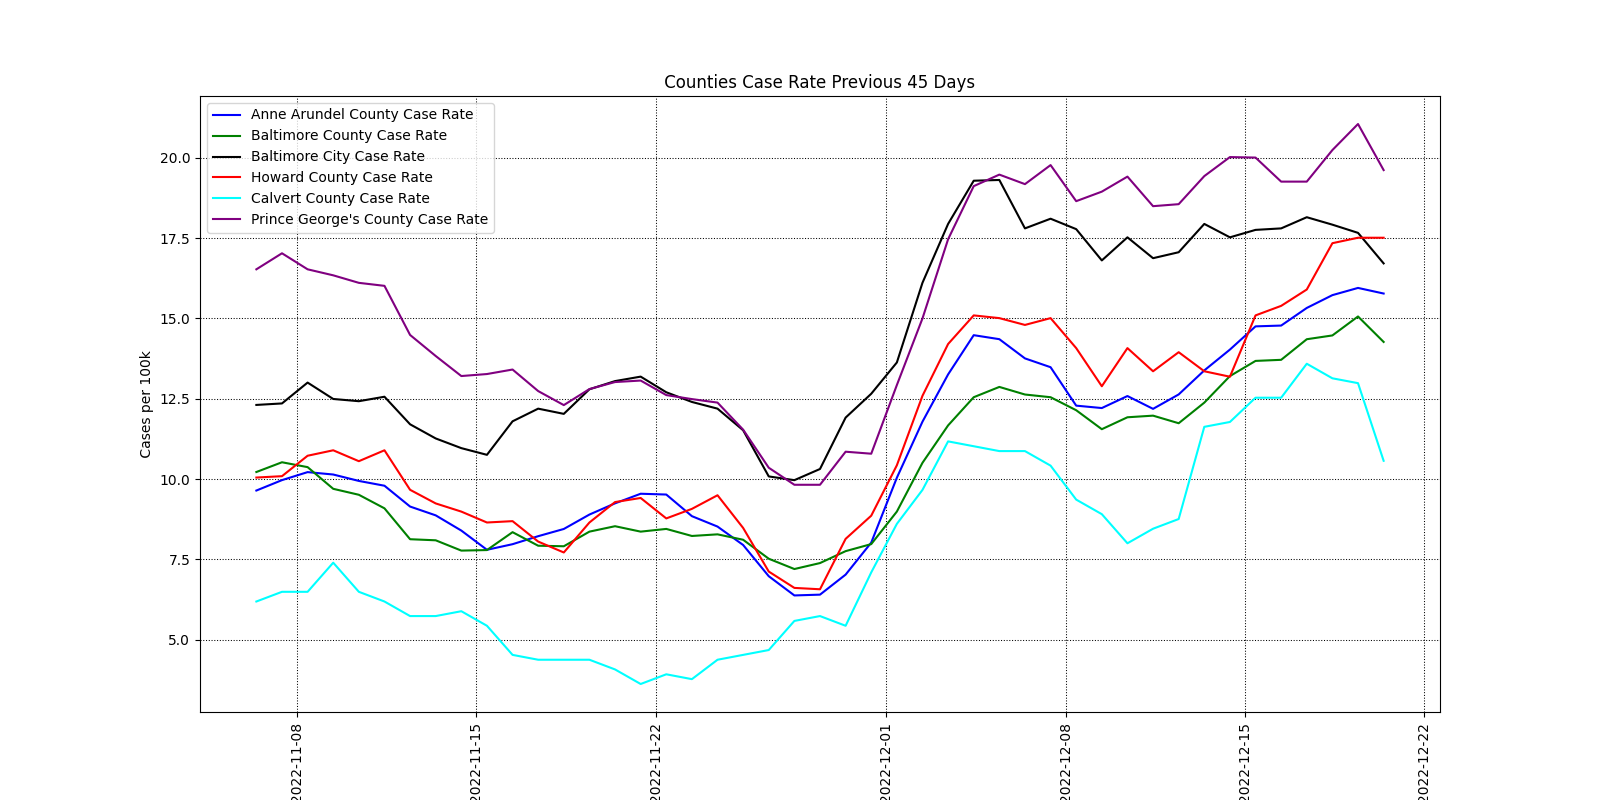 Counties Case Rate Previous 45 Days
Anne Arundel County Case Rate
Baltimore County Case Rate
Baltimore City Case Rate
Howard County Case Rate
Calvert County Case Rate
Prince George's County Case Rate
Cases per 100k
20.0
17.5
15.0
12.5
10.0
7.5
5.0
2022-11-08
2022-11-15
2022-11-22
2022-12-01
2022-12-08
2022-12-15
2022-12-22